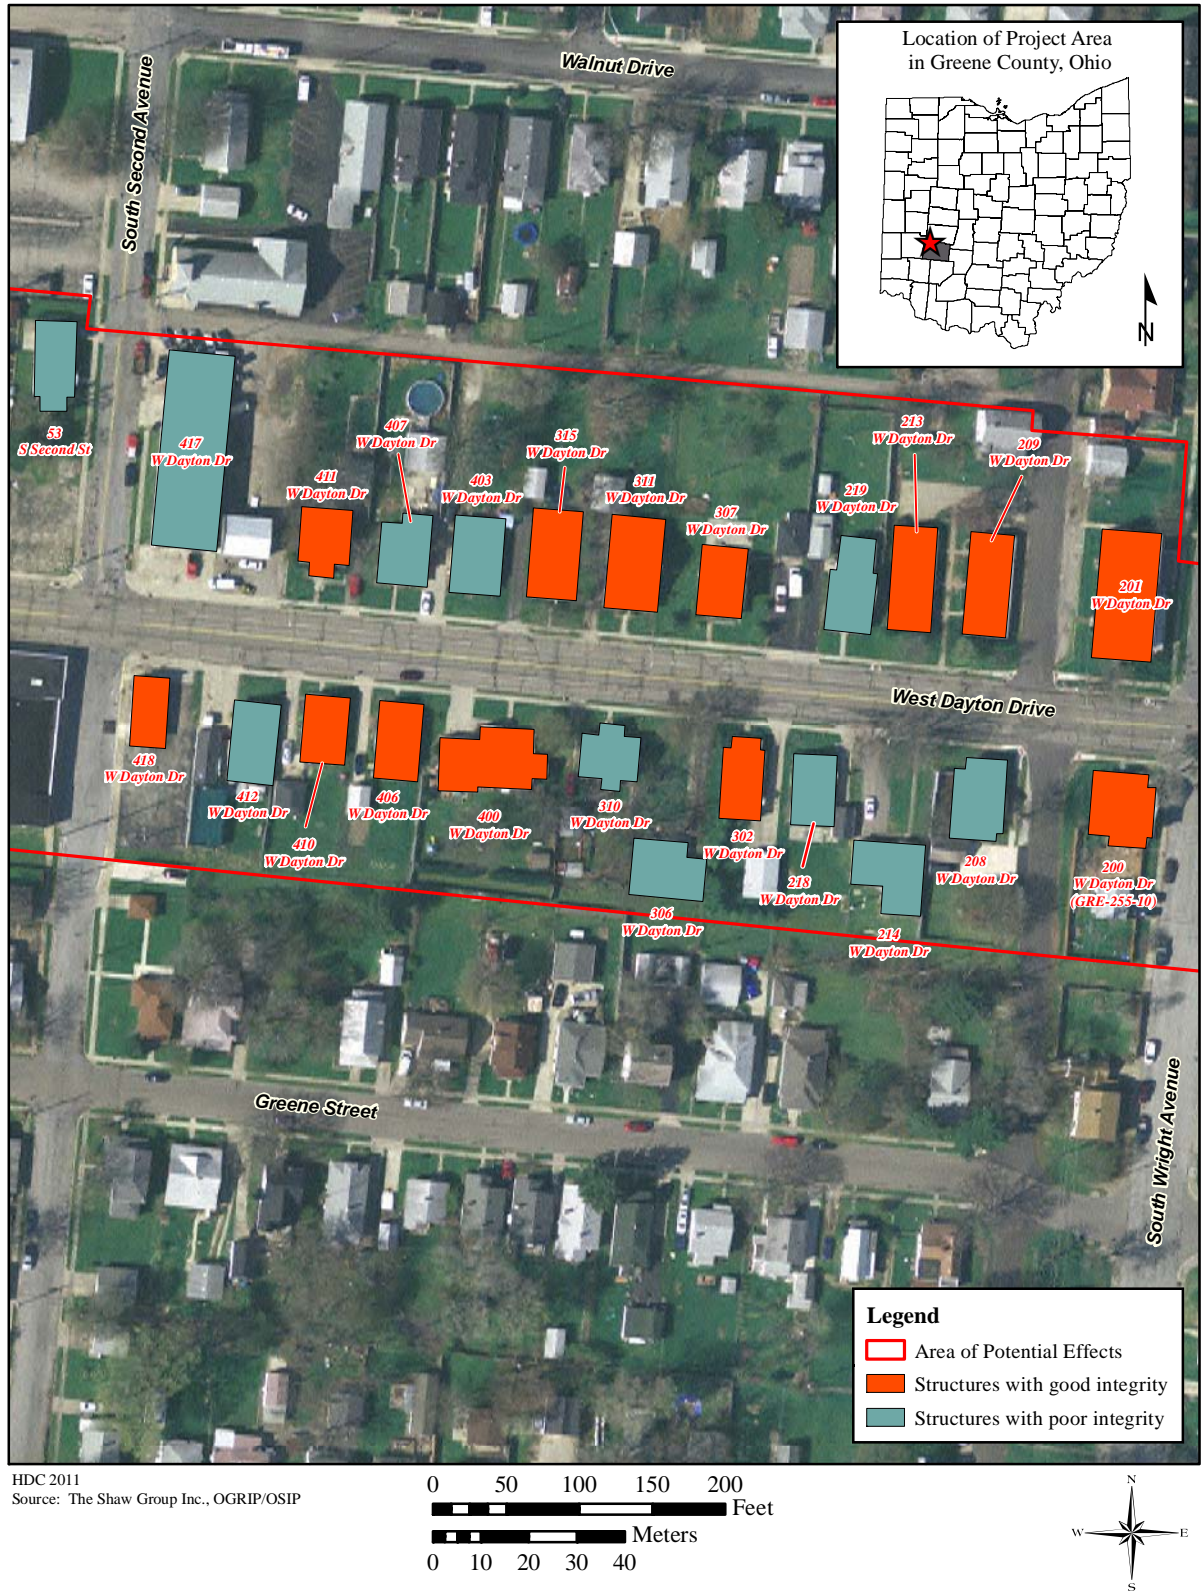 Location of Project Area
in Greene County, Ohio
N
Walnut Drive
South Second Avenue
53
S Second St
417
W Dayton Dr
411
W Dayton Dr
407
W Dayton Dr
403
W Dayton Dr
315
W Dayton Dr
311
W Dayton Dr
307
W Dayton Dr
219
W Dayton Dr
213
W Dayton Dr
209
W Dayton Dr
201
W Dayton Dr
West Dayton Drive
418
W Dayton Dr
412
W Dayton Dr
410
W Dayton Dr
406
W Dayton Dr
400
W Dayton Dr
310
W Dayton Dr
306
W Dayton Dr
302
W Dayton Dr
218
W Dayton Dr
214
W Dayton Dr
208
W Dayton Dr
200
W Dayton Dr
(GRE-255-10)
Greene Street
South Wright Avenue
Legend
Area of Potential Effects
Structures with good integrity
Structures with poor integrity
HDC 2011
Source: The Shaw Group Inc., OGRIP/OSIP
0 50 100 150 200
Feet
Meters
0 10 20 30 40
N
W E
S